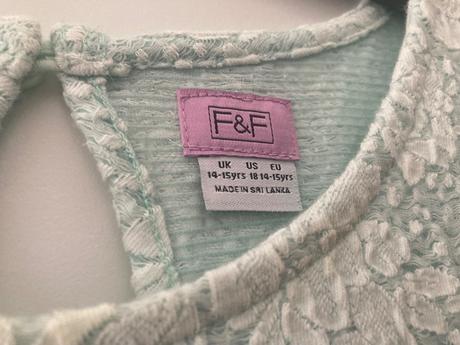 F&F
UK US EU
14-15yrs 18 14-15yrs
MADE IN SRI LANKA